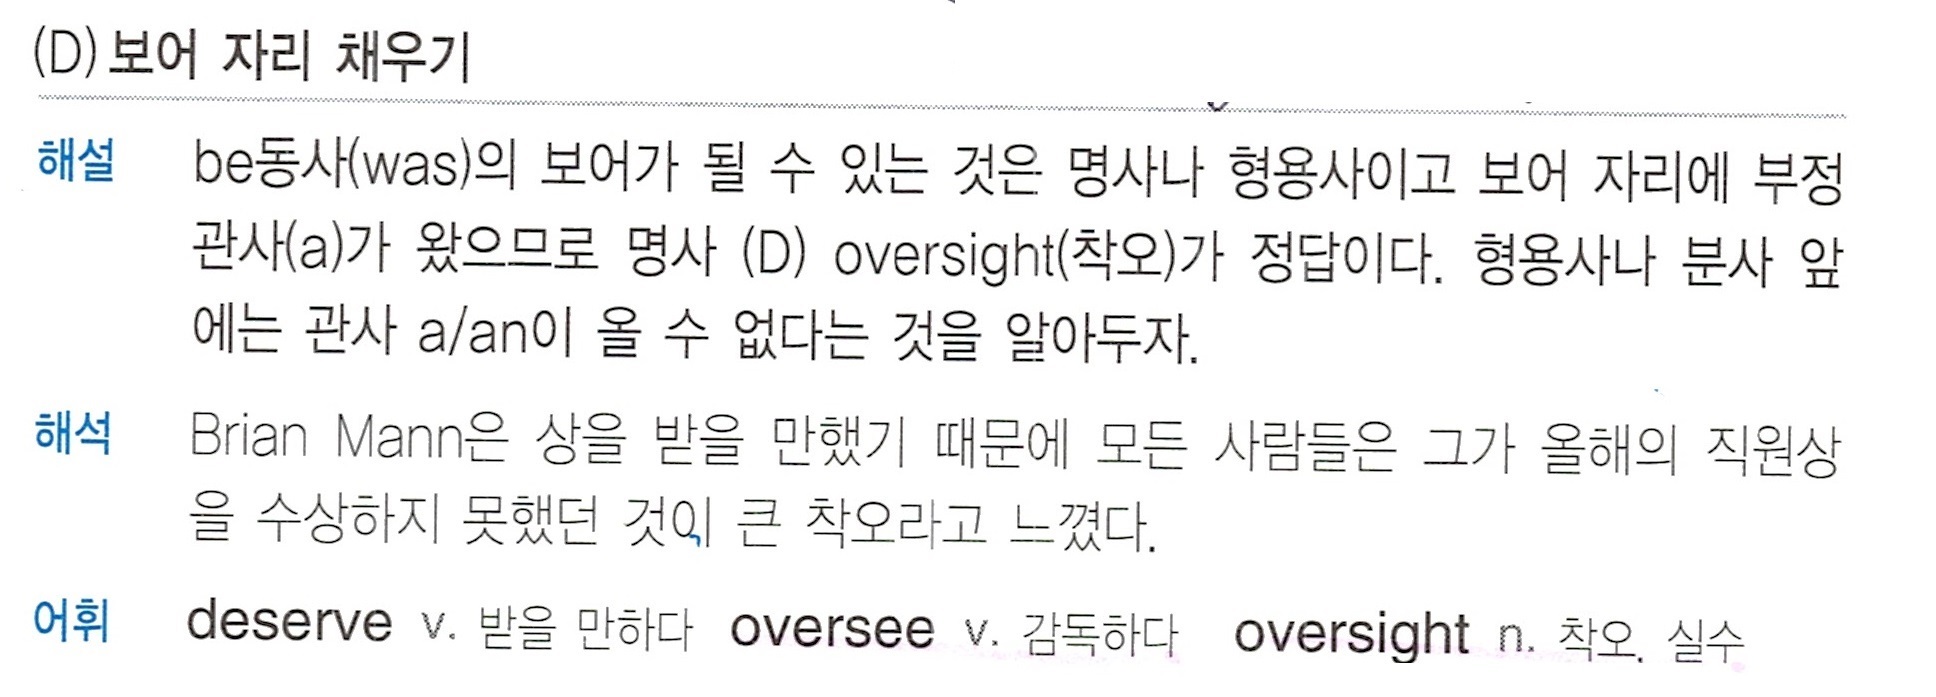 (D) 보어 자리 채우기
해설 be동사(was)의 보어가 될 수 있는 것은 명사나 형용사이고 보어 자리에 부정
관사(a)가 왔으므로 명사 (D) oversight(착오)가 정답이다. 형용사나 분사 앞
에는 관사 a/an이 올 수 없다는 것을 알아두자.
해석 Brian Mann은 상을 받을 만했기 때문에 모든 사람들은 그가 올해의 직원상
을 수상하지 못했던 것이 큰 착오라고 느꼈다.
어휘 deserve v. 받을 만하다 oversee v. 감독하다 oversight n. 착오, 실수